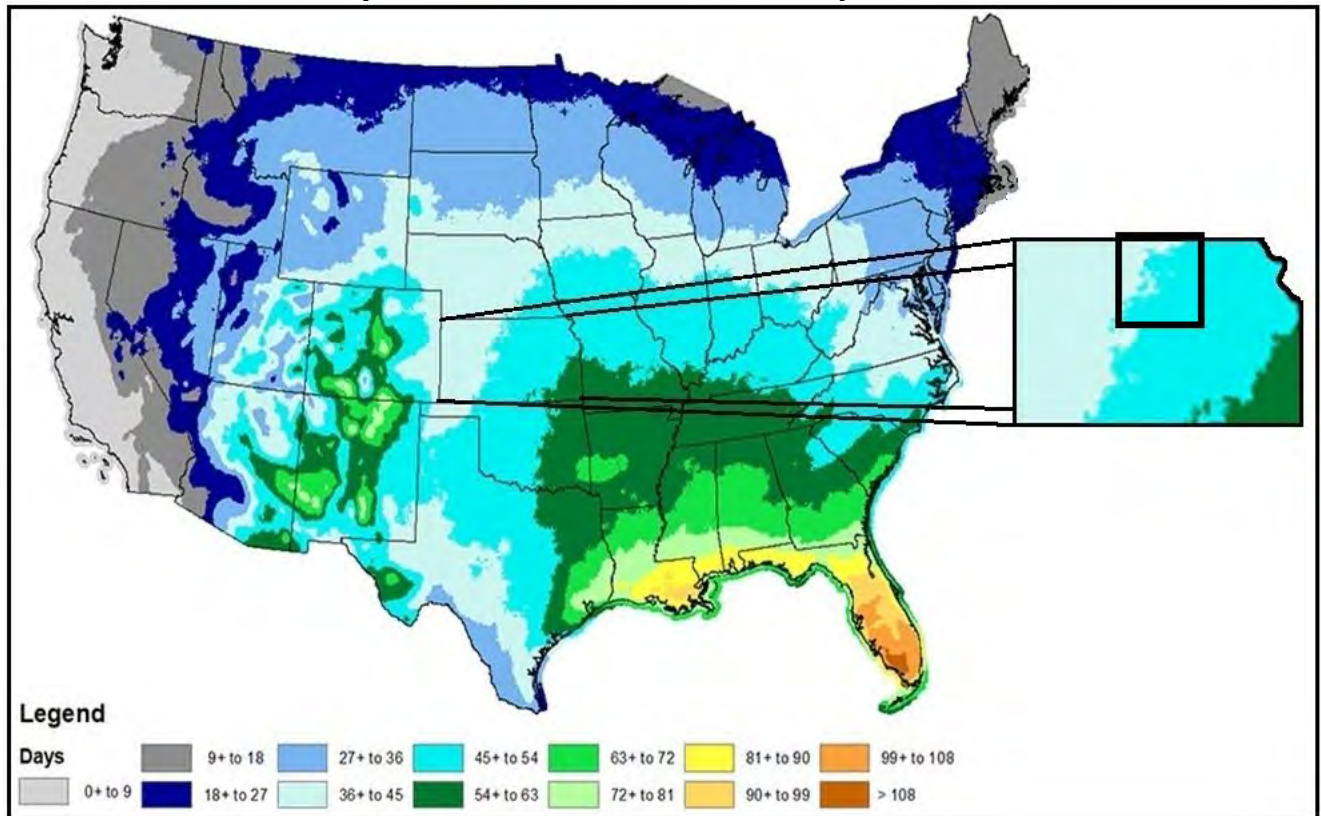 Legend
Days
9+ to 18
27+ to 36
45+ to 54
63+ to 72
81+ to 90
99+ to 108
0+ to 9
18+ to 27
36+ to 45
54+ to 63
72+ to 81
90+ to 99
> 108